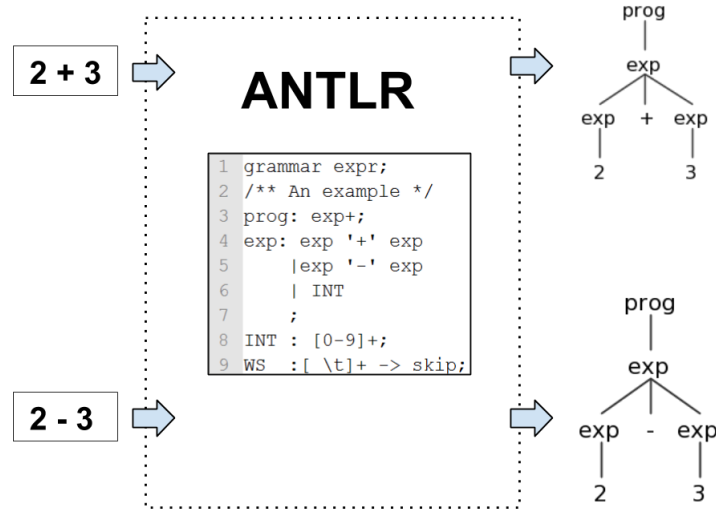 2 + 3
ANTLR
1 grammar expr;
2 /** An example */
3 prog: exp+;
4 exp: exp '+' exp
5     |exp '-' exp
6     | INT
7     ;
8 INT : [0-9]+;
9 WS  :[ \t]+ -> skip;
prog
exp
exp + exp
2 3
2 - 3
prog
exp
exp - exp
2 3